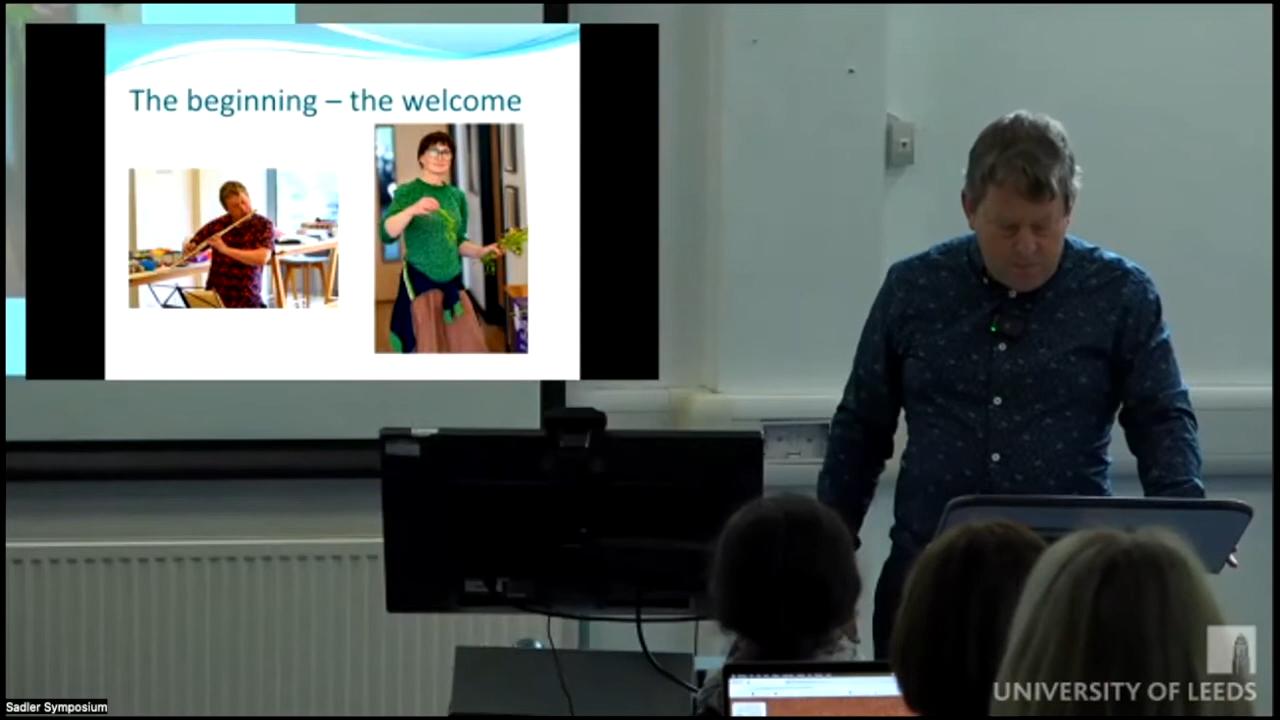 The beginning – the welcome
UNIVERSITY OF LEEDS
Sadler Symposium